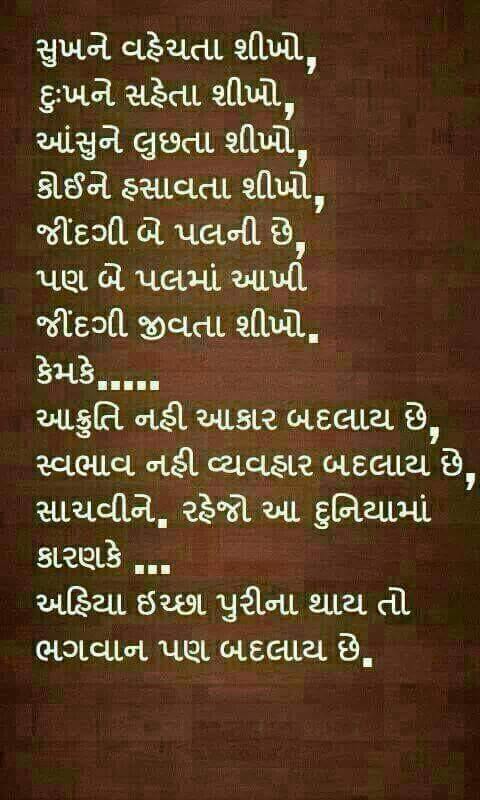 સુખને વહેચતા શીખો,
દુઃખને સહેતા શીખો,
આંસુને લુછતા શીખો,
કોઈને હસાવતા શીખો,
જીંદગી બે પલની છે,
પણ બે પલમાં આખી
જીંદગી જીવતા શીખો.
કેમકે.....
આક્રુતિ નહી આકાર બદલાય છે,
સ્વભાવ નહી વ્યવહાર બદલાય છે,
સાચવીને. રહેજો આ દુનિયામાં
કારણકે ...
અહિયા ઇચ્છા પુરીના થાય તો
ભગવાન પણ બદલાય છે.